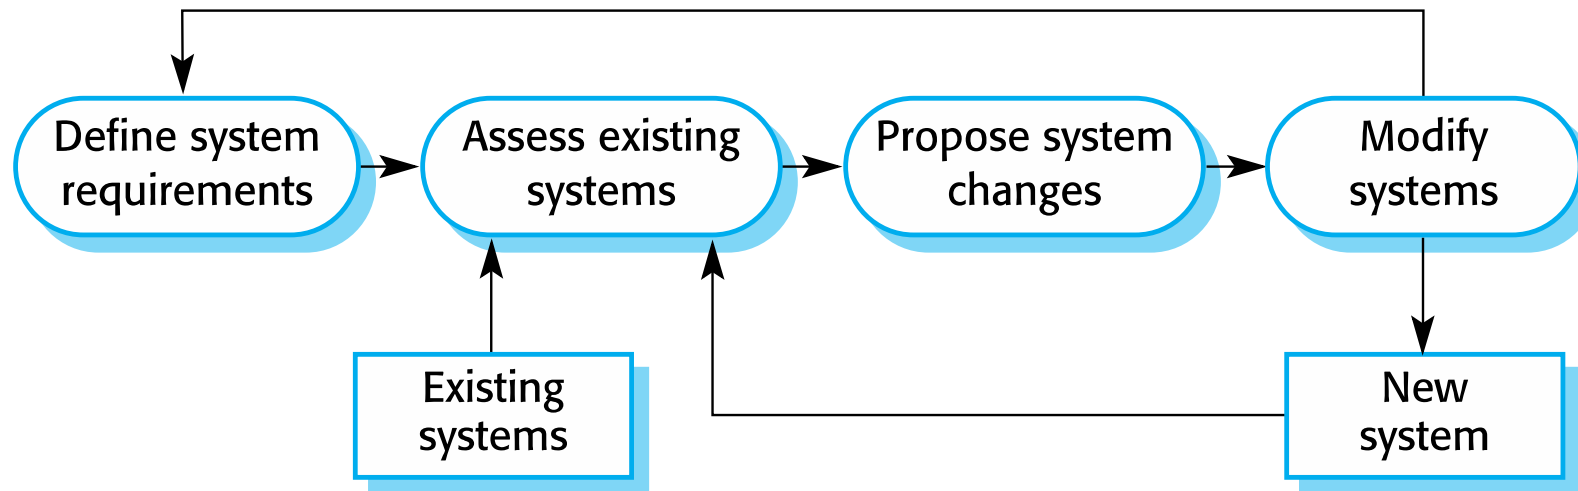 Define system
requirements
Assess existing
systems
Propose system
changes
Modify
systems
Existing
systems
New
system